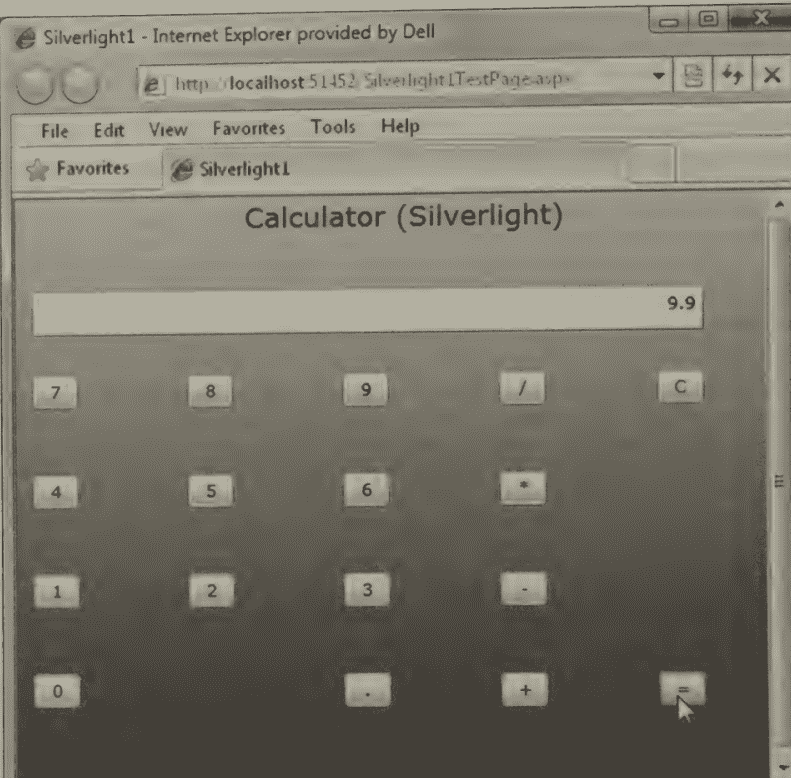 Silverlight1 - Internet Explorer provided by Dell
http://localhost:51452/Silverlight1TestPage.aspx
File Edit View Favorites Tools Help
Favorites Silverlight1
Calculator (Silverlight)
9.9
7 8 9 / C
4 5 6 *
1 2 3 -
0 . + =